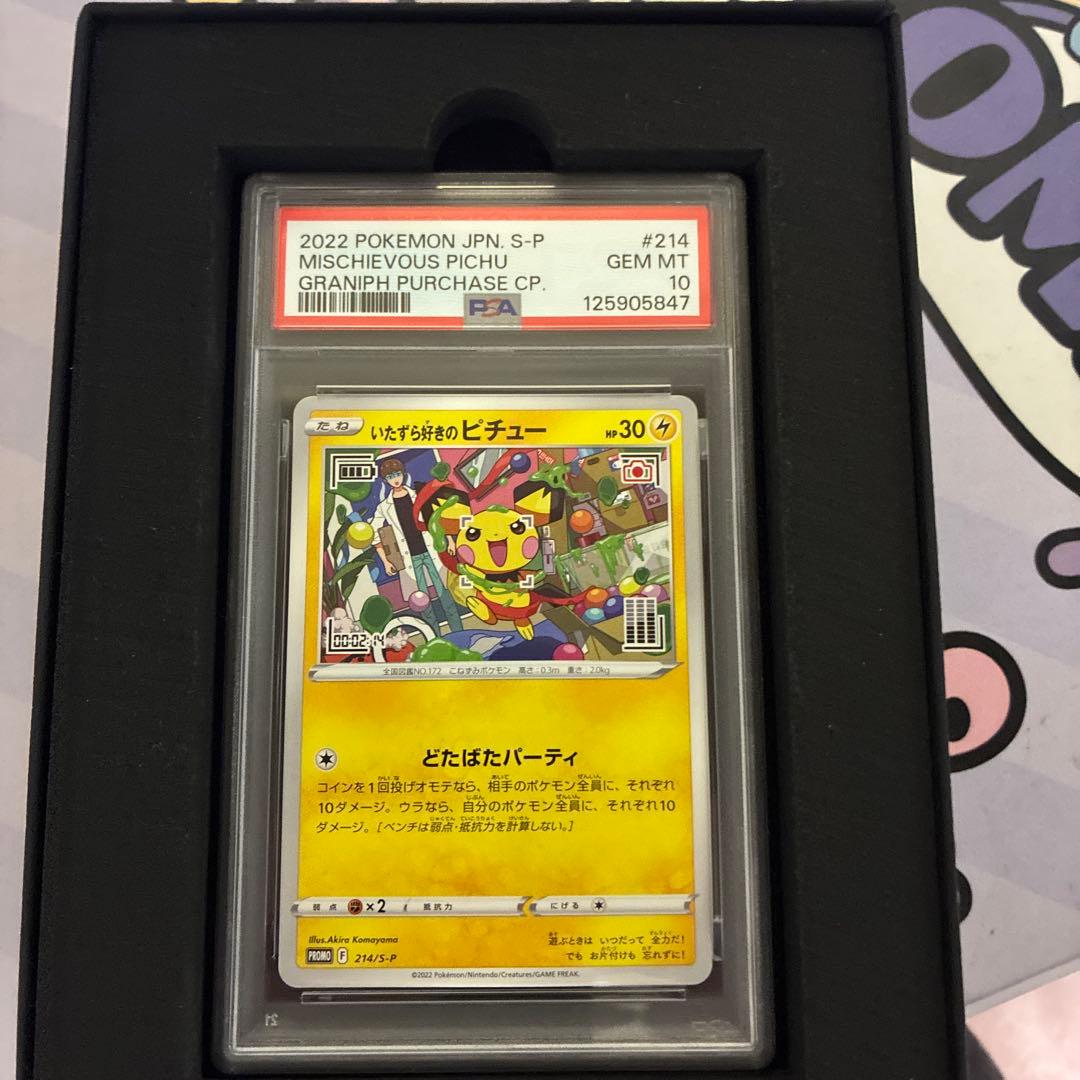 2022 POKEMON JPN. S-P #214
MISCHIEVOUS PICHU GEM MT
GRANIPH PURCHASE CP. 10
PSA 125905847
たね いたずら好きのピチュー HP30
00:02:14
全国図鑑NO.172 こねずみポケモン 高さ:0.3m 重さ:2.0kg
どたばたパーティ
コインを1回投げオモテなら、相手のポケモン全員に、それぞれ
10ダメージ。ウラなら、自分のポケモン全員に、それぞれ10
ダメージ。[ベンチは弱点・抵抗力を計算しない。]
弱点 ×2 抵抗力 にげる
Illus.Akira Komayama
遊ぶときは いつだって 全力だ!
PROMO F 214/S-P
でも お片付けも 忘れずに!
©2022 Pokémon/Nintendo/Creatures/GAME FREAK.